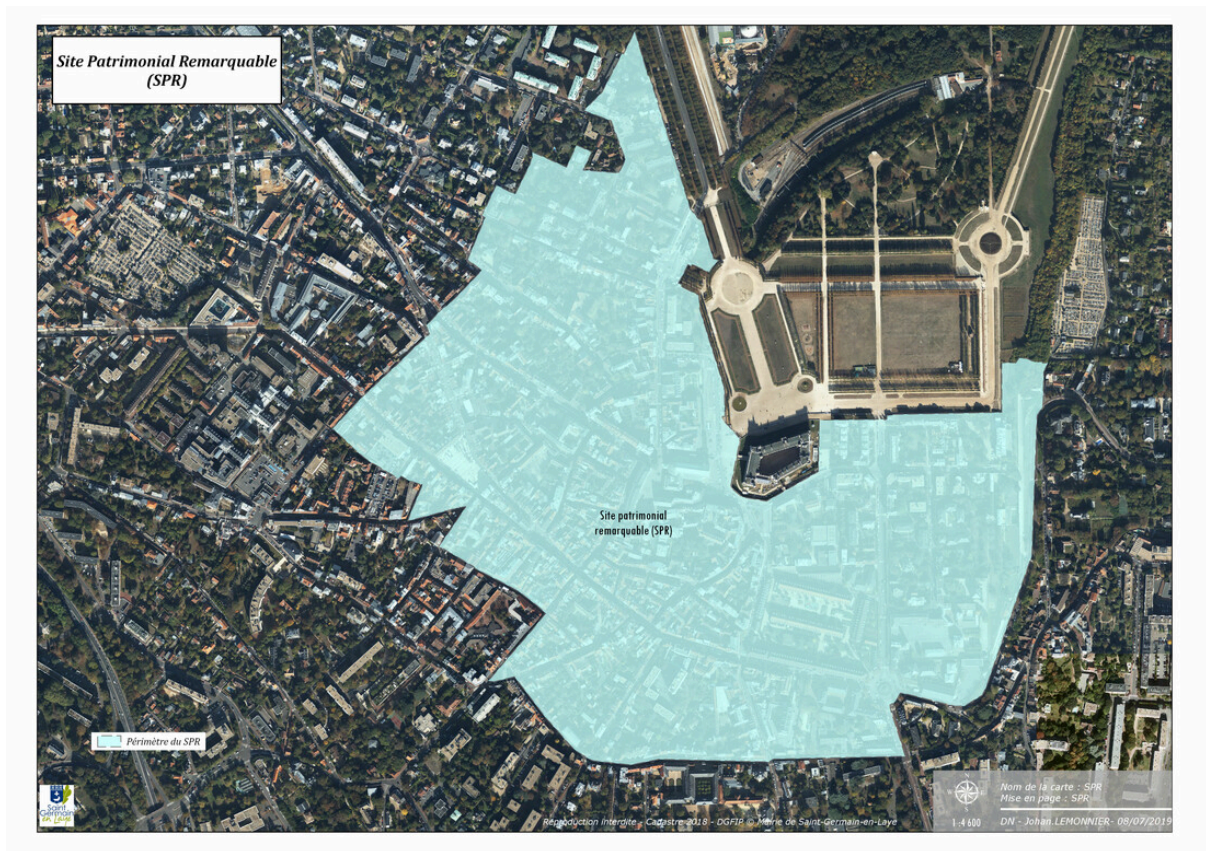 Site Patrimonial Remarquable
(SPR)
Site patrimonial
remarquable (SPR)
Périmètre du SPR
Saint
Germain
en Laye
Reproduction interdite - Cadastre 2018 - DGFIP © Mairie de Saint-Germain-en-Laye
N
W
E
S
1:4 600
Nom de la carte : SPR
Mise en page : SPR
DN - Johan.LEMONNIER- 08/07/2019